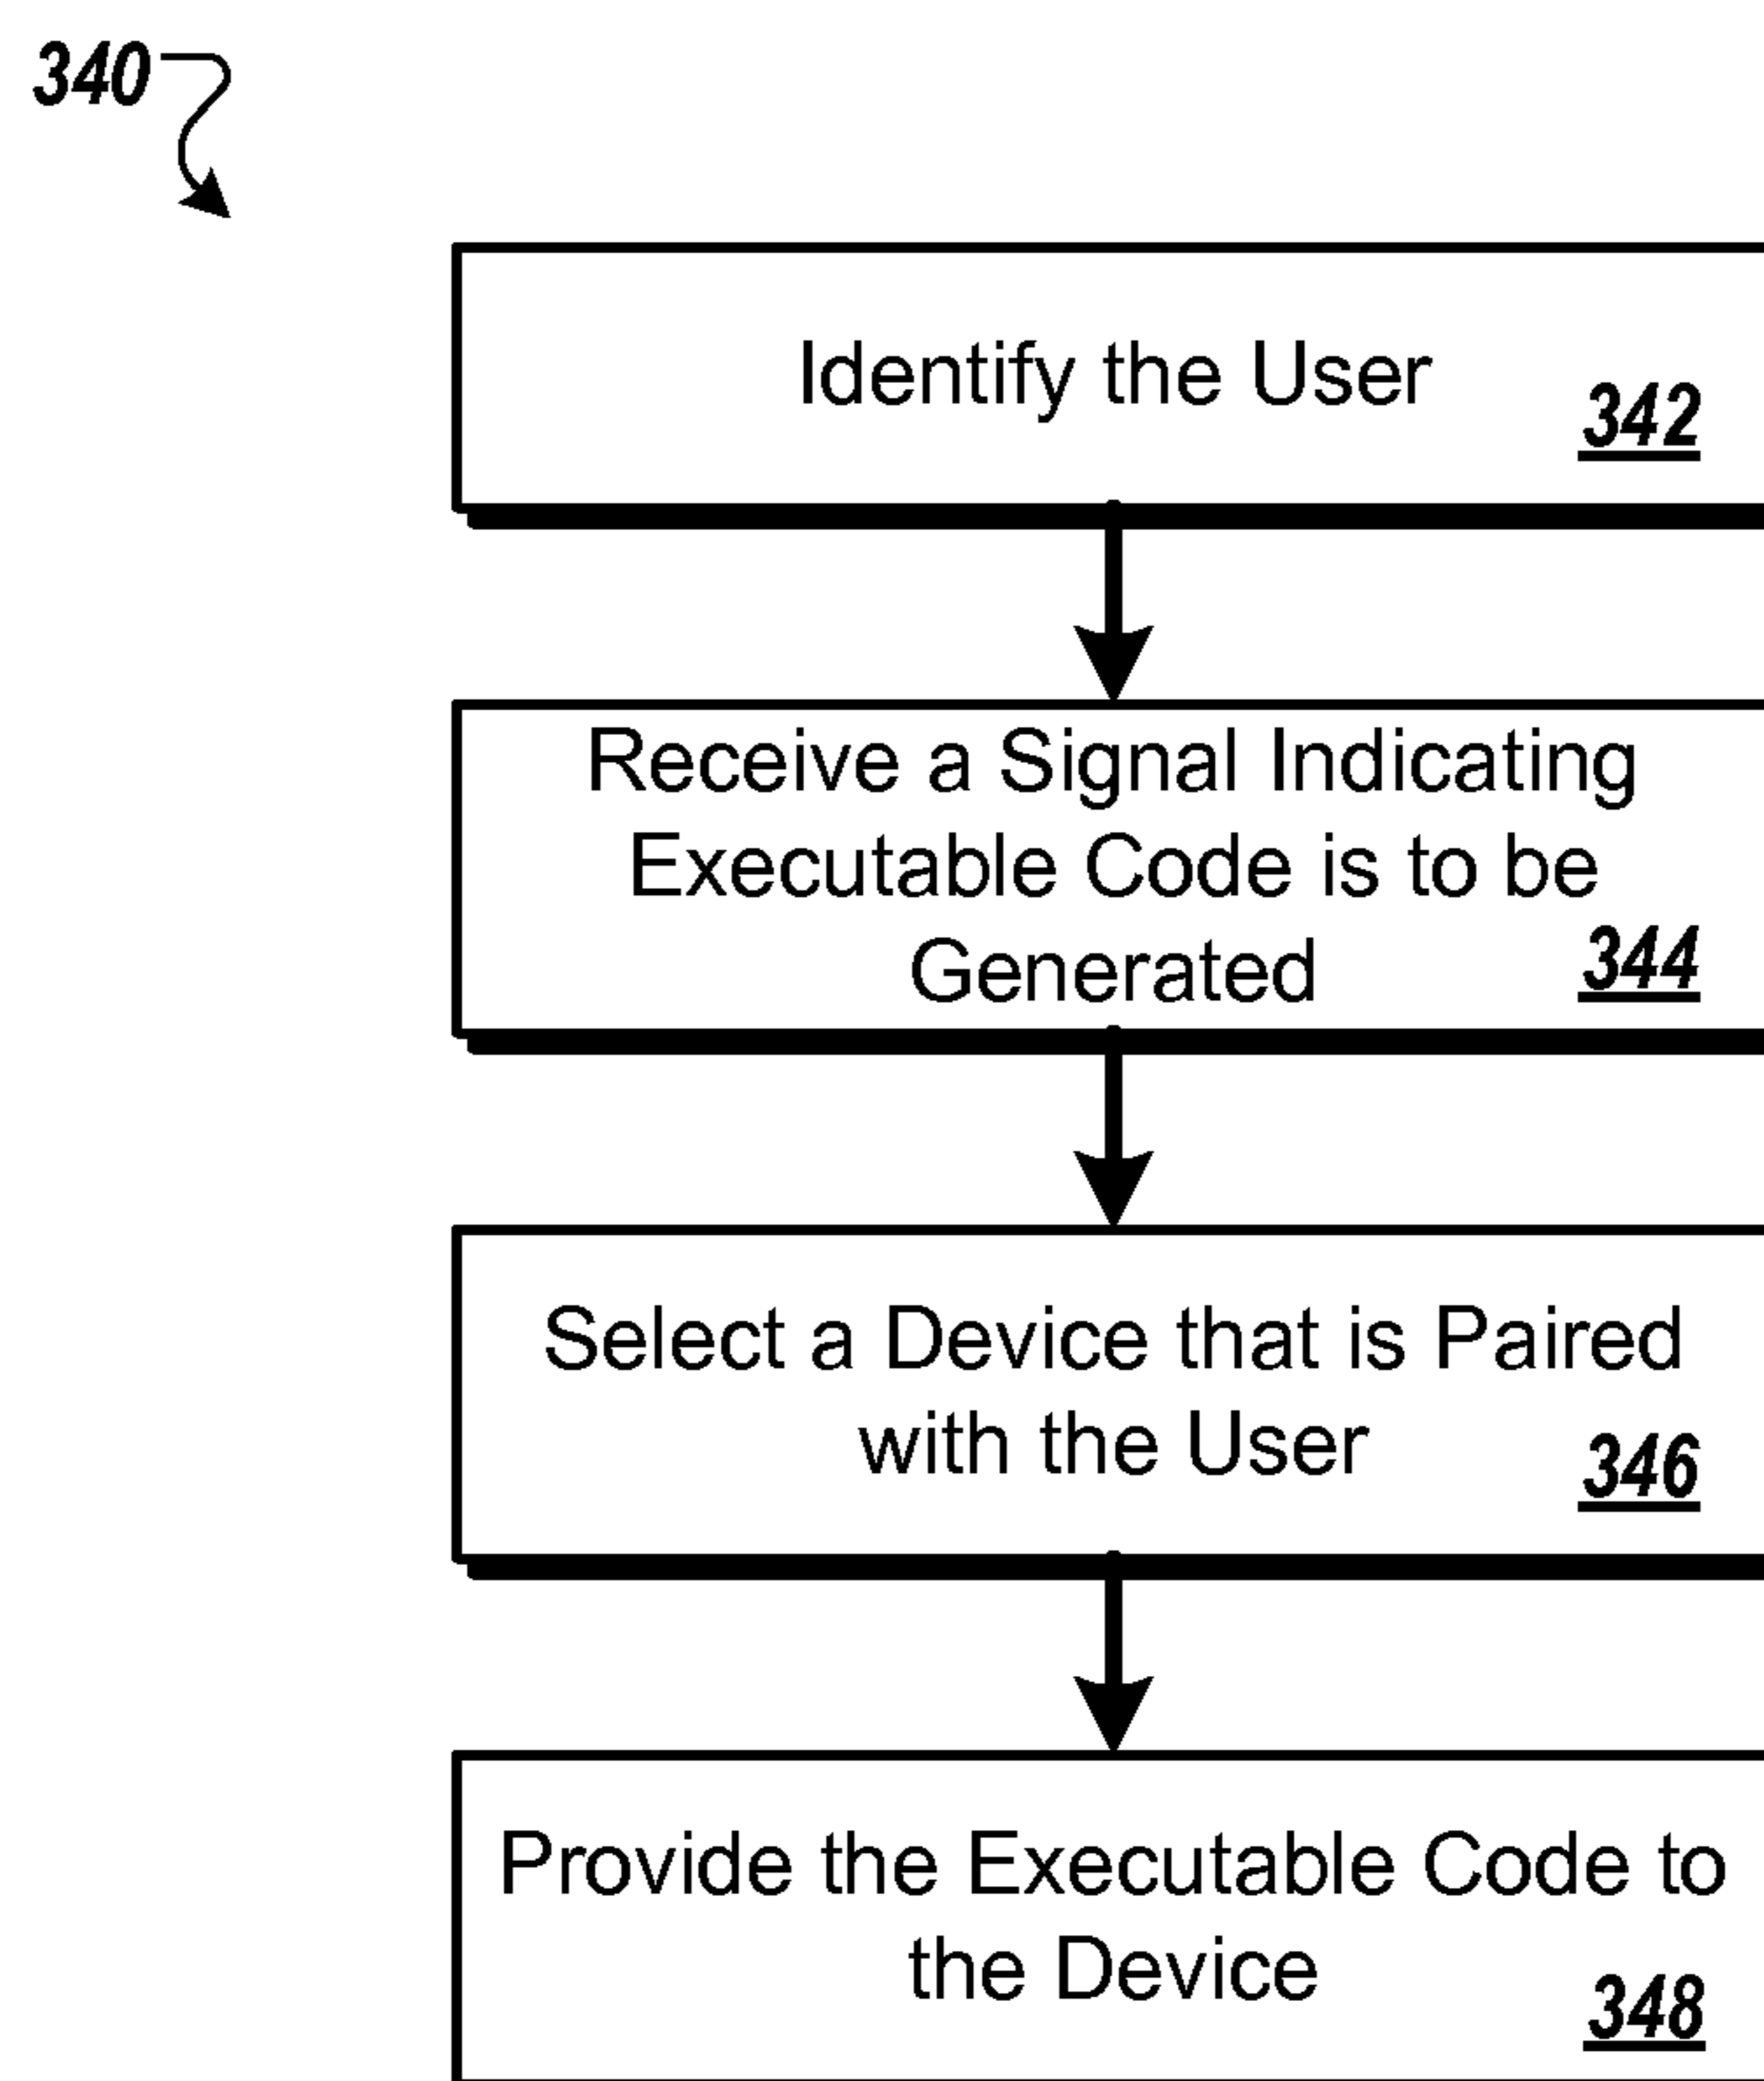 340
Identify the User
342
Receive a Signal Indicating
Executable Code is to be
Generated
344
Select a Device that is Paired
with the User
346
Provide the Executable Code to
the Device
348